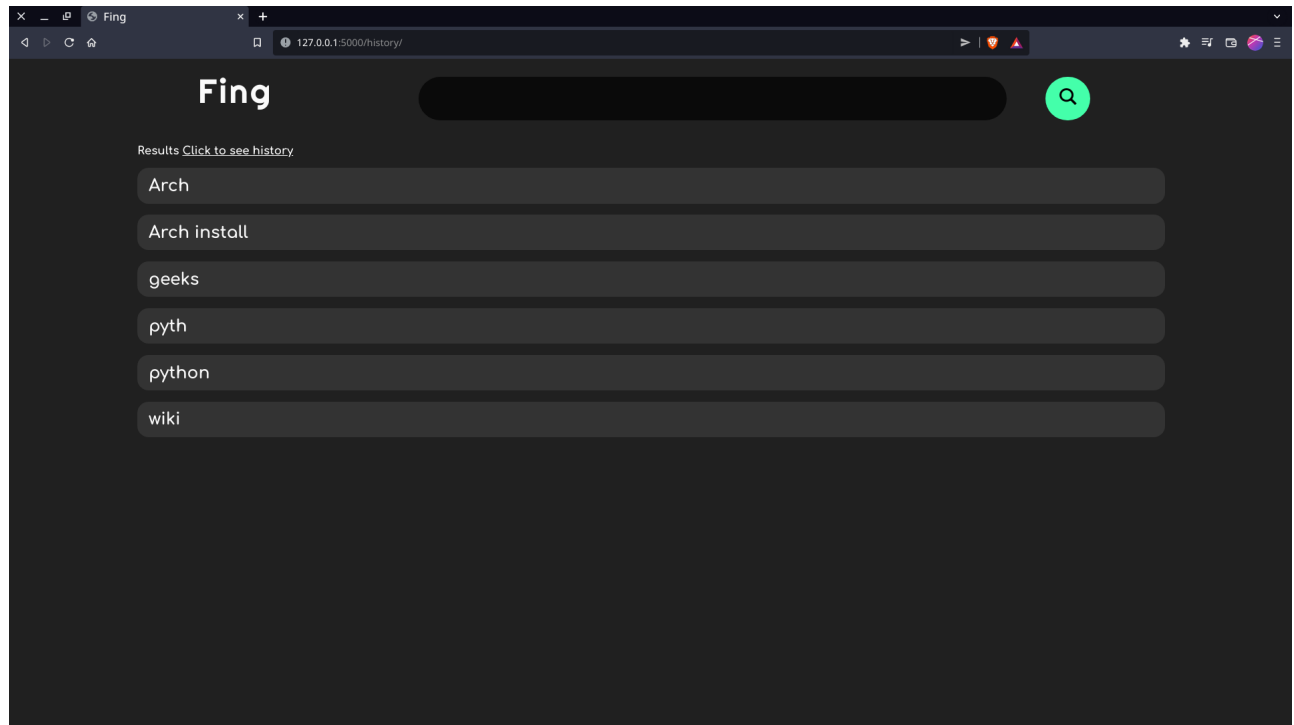 Fing
127.0.0.1:5000/history/
Fing
Results Click to see history
Arch
Arch install
geeks
pyth
python
wiki